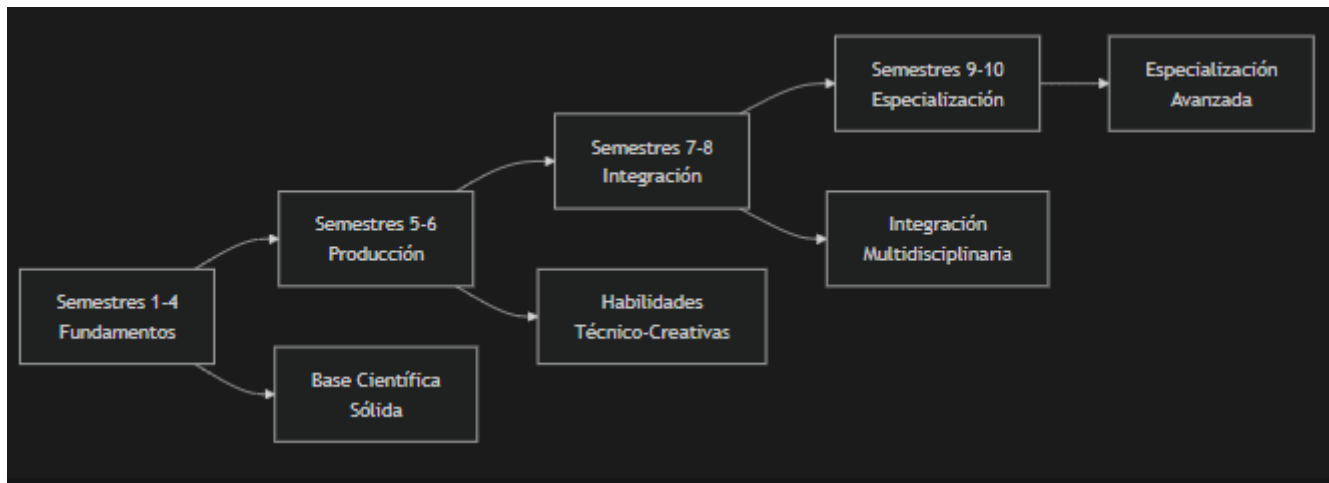 Semestres 9-10
Especialización
Especialización
Avanzada
Semestres 7-8
Integración
Semestres 5-6
Producción
Integración
Multidisciplinaria
Semestres 1-4
Fundamentos
Habilidades
Técnico-Creativas
Base Científica
Sólida